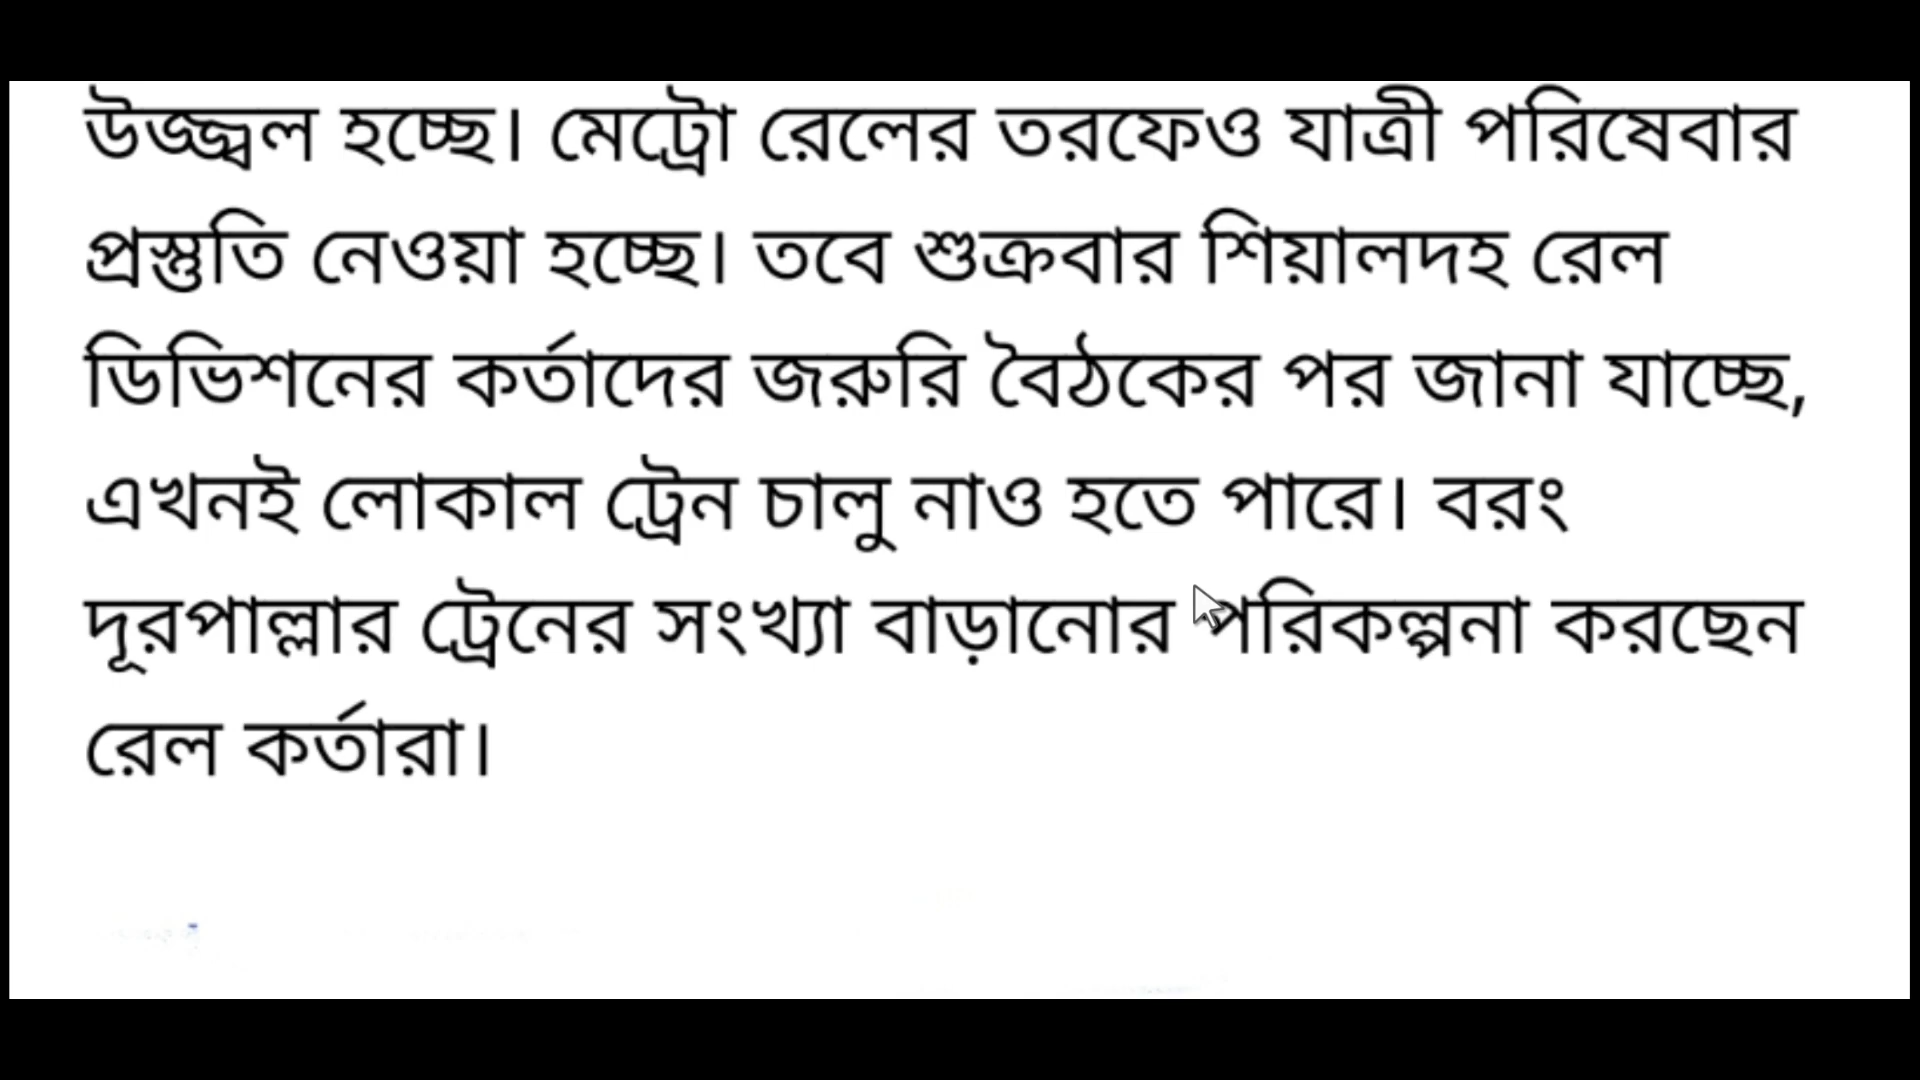 উজ্জ্বল হচ্ছে। মেট্রো রেলের তরফেও যাত্রী পরিষেবার
প্রস্তুতি নেওয়া হচ্ছে। তবে শুক্রবার শিয়ালদহ রেল
ডিভিশনের কর্তাদের জরুরি বৈঠকের পর জানা যাচ্ছে,
এখনই লোকাল ট্রেন চালু নাও হতে পারে। বরং
দূরপাল্লার ট্রেনের সংখ্যা বাড়ানোর পরিকল্পনা করছেন
রেল কর্তারা।